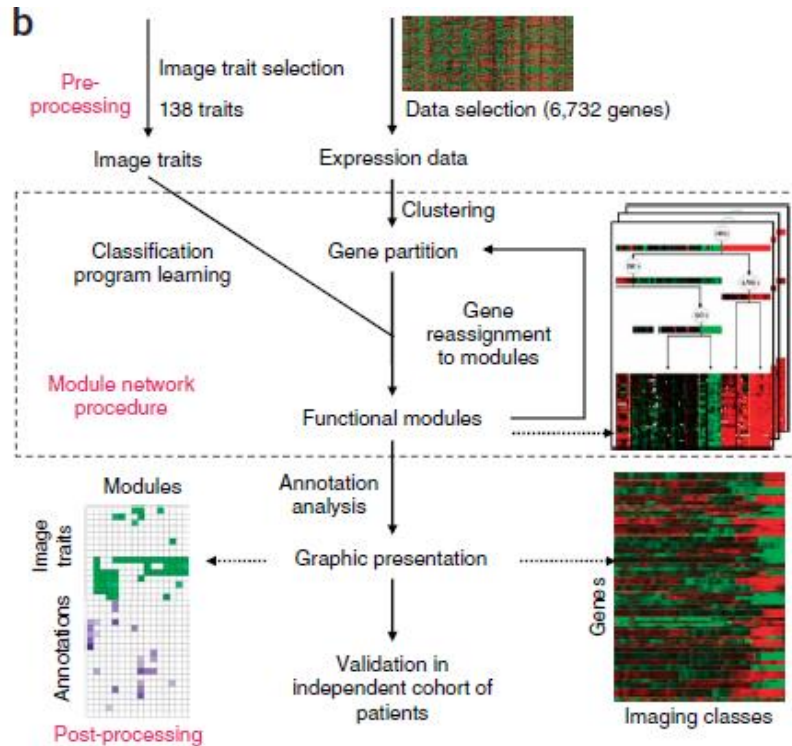 b
Image trait selection
Pre-
processing
138 traits
Data selection (6,732 genes)
Image traits
Expression data
Clustering
Classification
program learning
Gene partition
Gene
reassignment
to modules
Module network
procedure
Functional modules
Modules
Annotation
analysis
Image
traits
Graphic presentation
Annotations
Genes
Validation in
independent cohort of
patients
Post-processing
Imaging classes